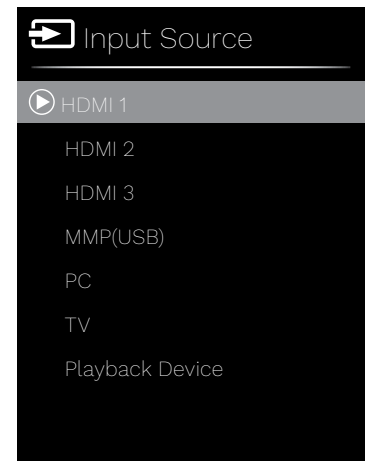 Input Source
HDMI 1
HDMI 2
HDMI 3
MMP(USB)
PC
TV
Playback Device